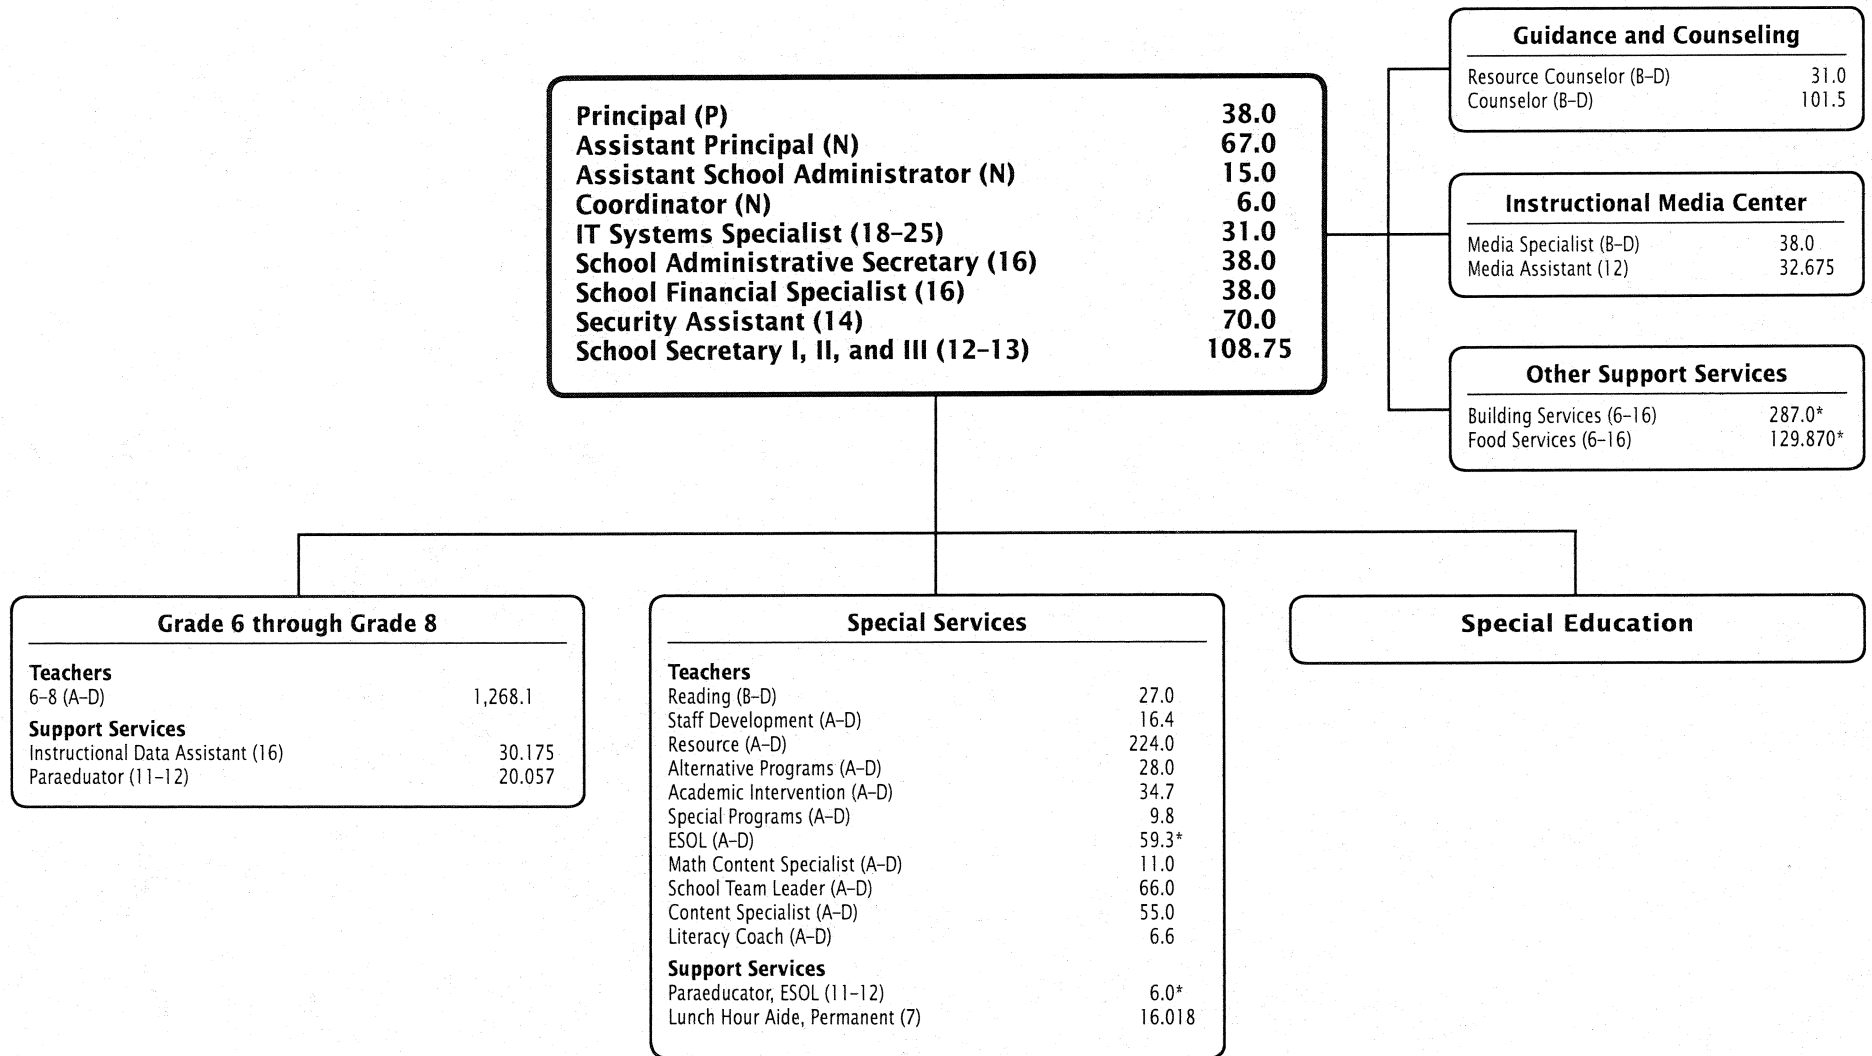 Principal (P) 38.0
Assistant Principal (N) 67.0
Assistant School Administrator (N) 15.0
Coordinator (N) 6.0
IT Systems Specialist (18–25) 31.0
School Administrative Secretary (16) 38.0
School Financial Specialist (16) 38.0
Security Assistant (14) 70.0
School Secretary I, II, and III (12–13) 108.75
Guidance and Counseling
Resource Counselor (B–D) 31.0
Counselor (B–D) 101.5
Instructional Media Center
Media Specialist (B–D) 38.0
Media Assistant (12) 32.675
Other Support Services
Building Services (6–16) 287.0*
Food Services (6–16) 129.870*
Grade 6 through Grade 8
Teachers
6–8 (A–D) 1,268.1
Support Services
Instructional Data Assistant (16) 30.175
Paraeduator (11–12) 20.057
Special Services
Teachers
Reading (B–D) 27.0
Staff Development (A–D) 16.4
Resource (A–D) 224.0
Alternative Programs (A–D) 28.0
Academic Intervention (A–D) 34.7
Special Programs (A–D) 9.8
ESOL (A–D) 59.3*
Math Content Specialist (A–D) 11.0
School Team Leader (A–D) 66.0
Content Specialist (A–D) 55.0
Literacy Coach (A–D) 6.6
Support Services
Paraeducator, ESOL (11–12) 6.0*
Lunch Hour Aide, Permanent (7) 16.018
Special Education